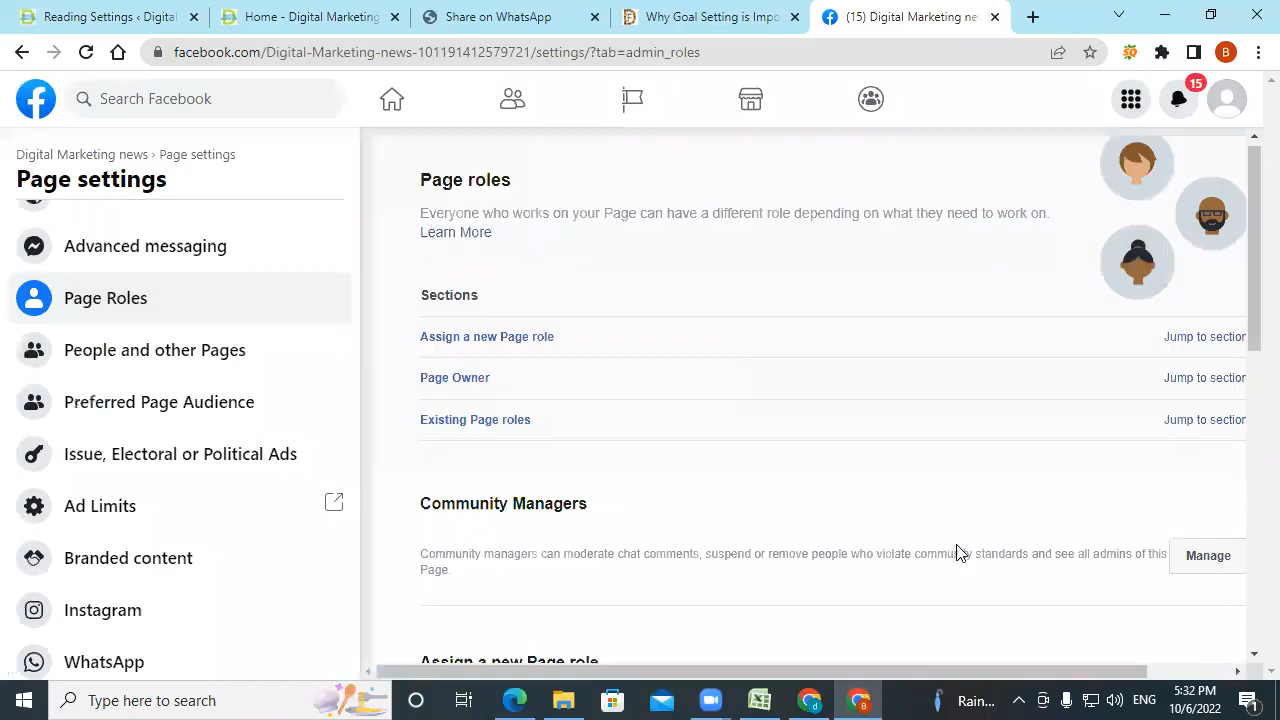 Reading Settings ‹ Digital
Home - Digital Marketing
Share on WhatsApp
Why Goal Setting is Impo
(15) Digital Marketing ne
facebook.com/Digital-Marketing-news-101191412579721/settings/?tab=admin_roles
B
Search Facebook
15
Digital Marketing news › Page settings
Page settings
Advanced messaging
Page Roles
People and other Pages
Preferred Page Audience
Issue, Electoral or Political Ads
Ad Limits
Branded content
Instagram
WhatsApp
Page roles
Everyone who works on your Page can have a different role depending on what they need to work on.
Learn More
Sections
Assign a new Page role Jump to section
Page Owner Jump to section
Existing Page roles Jump to section
Community Managers
Community managers can moderate chat comments, suspend or remove people who violate community standards and see all admins of this
Page.
Manage
Assign a new Page role
Type here to search
d
B
Rain...
ENG
5:32 PM
10/6/2022
1